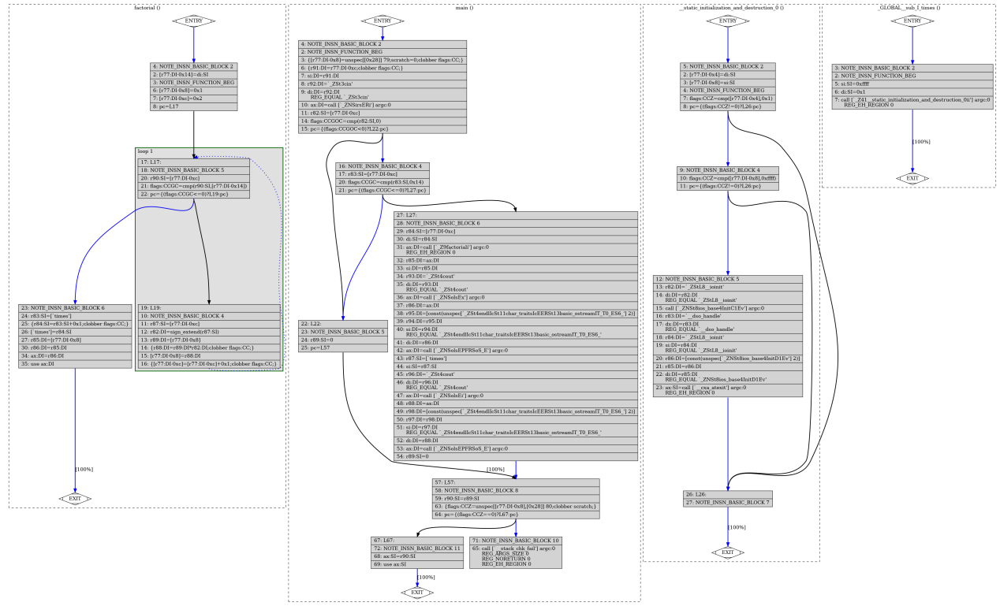 factorial ()
ENTRY
4: NOTE_INSN_BASIC_BLOCK 2
2: [r77:DI-0x14]=di:SI
3: NOTE_INSN_FUNCTION_BEG
6: [r77:DI-0x8]=0x1
7: [r77:DI-0xc]=0x2
8: pc=L17
loop 1
17: L17:
18: NOTE_INSN_BASIC_BLOCK 5
20: r90:SI=[r77:DI-0xc]
21: flags:CCGC=cmp(r90:SI,[r77:DI-0x14])
22: pc={(flags:CCGC<=0)?L19:pc}
23: NOTE_INSN_BASIC_BLOCK 6
24: r83:SI=[`times']
25: {r84:SI=r83:SI+0x1;clobber flags:CC;}
26: [`times']=r84:SI
27: r85:DI=[r77:DI-0x8]
30: r86:DI=r85:DI
34: ax:DI=r86:DI
35: use ax:DI
19: L19:
10: NOTE_INSN_BASIC_BLOCK 4
11: r87:SI=[r77:DI-0xc]
12: r82:DI=sign_extend(r87:SI)
13: r89:DI=[r77:DI-0x8]
14: {r88:DI=r89:DI*r82:DI;clobber flags:CC;}
15: [r77:DI-0x8]=r88:DI
16: {[r77:DI-0xc]=[r77:DI-0xc]+0x1;clobber flags:CC;}
[100%]
EXIT
main ()
ENTRY
4: NOTE_INSN_BASIC_BLOCK 2
2: NOTE_INSN_FUNCTION_BEG
3: {[r77:DI-0x8]=unspec[[0x28]] 79;scratch=0;clobber flags:CC;}
6: {r91:DI=r77:DI-0xc;clobber flags:CC;}
7: si:DI=r91:DI
8: r92:DI=`_ZSt3cin'
9: di:DI=r92:DI
REG_EQUAL `_ZSt3cin'
10: ax:DI=call [`_ZNSirsERi'] argc:0
11: r82:SI=[r77:DI-0xc]
14: flags:CCGOC=cmp(r82:SI,0)
15: pc={(flags:CCGOC<0)?L22:pc}
16: NOTE_INSN_BASIC_BLOCK 4
17: r83:SI=[r77:DI-0xc]
20: flags:CCGC=cmp(r83:SI,0x14)
21: pc={(flags:CCGC<=0)?L27:pc}
27: L27:
28: NOTE_INSN_BASIC_BLOCK 6
29: r84:SI=[r77:DI-0xc]
30: di:SI=r84:SI
31: ax:DI=call [`_Z9factoriali'] argc:0
REG_EH_REGION 0
32: r85:DI=ax:DI
33: si:DI=r85:DI
34: r93:DI=`_ZSt4cout'
35: di:DI=r93:DI
REG_EQUAL `_ZSt4cout'
36: ax:DI=call [`_ZNSolsEx'] argc:0
37: r86:DI=ax:DI
38: r95:DI=[const(unspec[`_ZSt4endlIcSt11char_traitsIcEERSt13basic_ostreamIT_T0_ES6_'] 2)]
39: r94:DI=r95:DI
40: si:DI=r94:DI
REG_EQUAL `_ZSt4endlIcSt11char_traitsIcEERSt13basic_ostreamIT_T0_ES6_'
41: di:DI=r86:DI
42: ax:DI=call [`_ZNSolsEPFRSoS_E'] argc:0
43: r87:SI=[`times']
44: si:SI=r87:SI
45: r96:DI=`_ZSt4cout'
46: di:DI=r96:DI
REG_EQUAL `_ZSt4cout'
47: ax:DI=call [`_ZNSolsEi'] argc:0
48: r88:DI=ax:DI
49: r98:DI=[const(unspec[`_ZSt4endlIcSt11char_traitsIcEERSt13basic_ostreamIT_T0_ES6_'] 2)]
50: r97:DI=r98:DI
51: si:DI=r97:DI
REG_EQUAL `_ZSt4endlIcSt11char_traitsIcEERSt13basic_ostreamIT_T0_ES6_'
52: di:DI=r88:DI
53: ax:DI=call [`_ZNSolsEPFRSoS_E'] argc:0
54: r89:SI=0
22: L22:
23: NOTE_INSN_BASIC_BLOCK 5
24: r89:SI=0
25: pc=L57
[100%]
57: L57:
58: NOTE_INSN_BASIC_BLOCK 8
59: r90:SI=r89:SI
63: {flags:CCZ=unspec[[r77:DI-0x8],[0x28]] 80;clobber scratch;}
64: pc={(flags:CCZ==0)?L67:pc}
67: L67:
72: NOTE_INSN_BASIC_BLOCK 11
68: ax:SI=r90:SI
69: use ax:SI
71: NOTE_INSN_BASIC_BLOCK 10
65: call [`__stack_chk_fail'] argc:0
REG_ARGS_SIZE 0
REG_NORETURN 0
REG_EH_REGION 0
[100%]
EXIT
__static_initialization_and_destruction_0 ()
ENTRY
5: NOTE_INSN_BASIC_BLOCK 2
2: [r77:DI-0x4]=di:SI
3: [r77:DI-0x8]=si:SI
4: NOTE_INSN_FUNCTION_BEG
7: flags:CCZ=cmp([r77:DI-0x4],0x1)
8: pc={(flags:CCZ!=0)?L26:pc}
9: NOTE_INSN_BASIC_BLOCK 4
10: flags:CCZ=cmp([r77:DI-0x8],0xffff)
11: pc={(flags:CCZ!=0)?L26:pc}
12: NOTE_INSN_BASIC_BLOCK 5
13: r82:DI=`_ZStL8__ioinit'
14: di:DI=r82:DI
REG_EQUAL `_ZStL8__ioinit'
15: call [`_ZNSt8ios_base4InitC1Ev'] argc:0
16: r83:DI=`__dso_handle'
17: dx:DI=r83:DI
REG_EQUAL `__dso_handle'
18: r84:DI=`_ZStL8__ioinit'
19: si:DI=r84:DI
REG_EQUAL `_ZStL8__ioinit'
20: r86:DI=[const(unspec[`_ZNSt8ios_base4InitD1Ev'] 2)]
21: r85:DI=r86:DI
22: di:DI=r85:DI
REG_EQUAL `_ZNSt8ios_base4InitD1Ev'
23: ax:SI=call [`__cxa_atexit'] argc:0
REG_EH_REGION 0
26: L26:
27: NOTE_INSN_BASIC_BLOCK 7
[100%]
EXIT
_GLOBAL__sub_I_times ()
ENTRY
3: NOTE_INSN_BASIC_BLOCK 2
2: NOTE_INSN_FUNCTION_BEG
5: si:SI=0xffff
6: di:SI=0x1
7: call [`_Z41__static_initialization_and_destruction_0ii'] argc:0
REG_EH_REGION 0
[100%]
EXIT